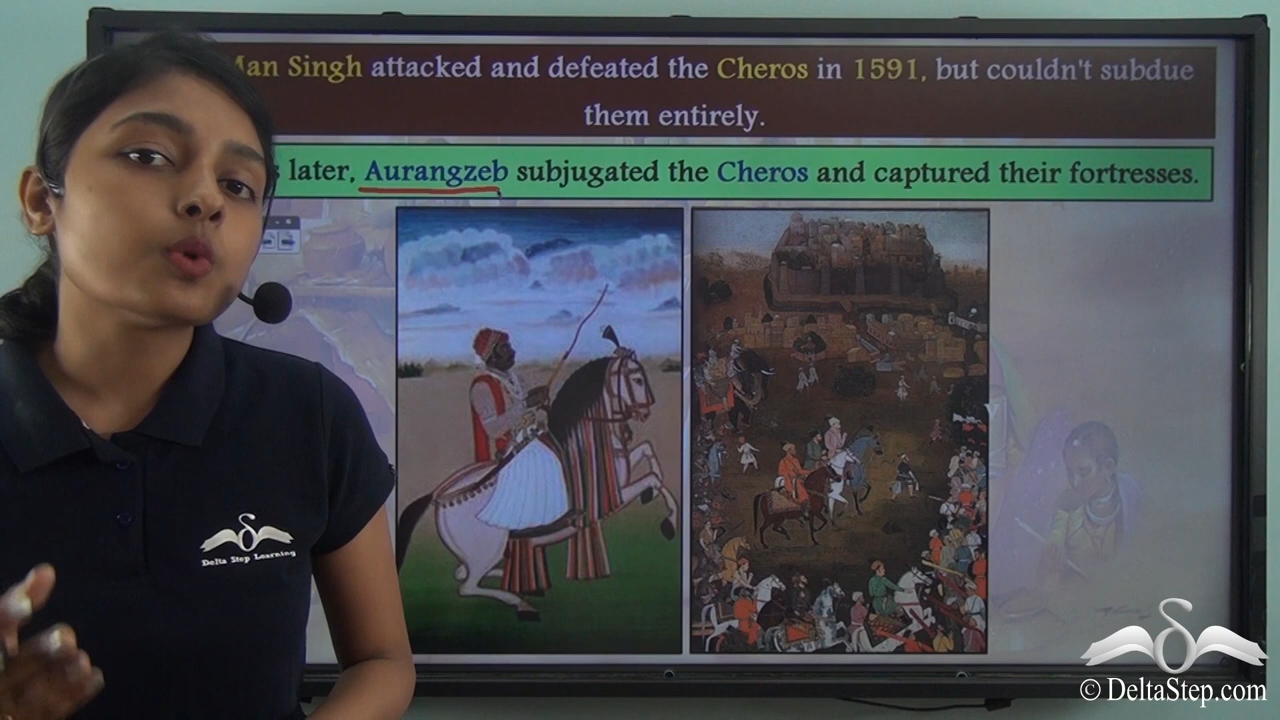 Man Singh attacked and defeated the Cheros in 1591, but couldn't subdue
them entirely.
later, Aurangzeb subjugated the Cheros and captured their fortresses.
Delta Step Learning
© DeltaStep.com